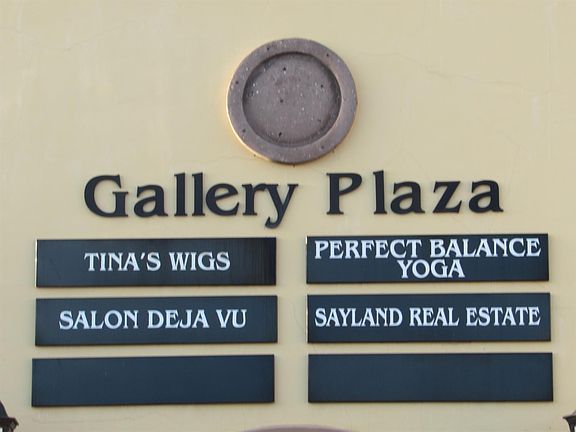 Gallery Plaza
TINA'S WIGS
PERFECT BALANCE
YOGA
SALON DEJA VU
SAYLAND REAL ESTATE